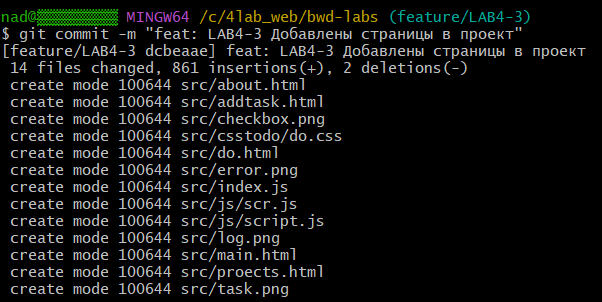 nad@ MINGW64 /c/4lab_web/bwd-labs (feature/LAB4-3)
$ git commit -m "feat: LAB4-3 Добавлены страницы в проект"
[feature/LAB4-3 dcbeaae] feat: LAB4-3 Добавлены страницы в проект
14 files changed, 861 insertions(+), 2 deletions(-)
create mode 100644 src/about.html
create mode 100644 src/addtask.html
create mode 100644 src/checkbox.png
create mode 100644 src/csstodo/do.css
create mode 100644 src/do.html
create mode 100644 src/error.png
create mode 100644 src/index.js
create mode 100644 src/js/scr.js
create mode 100644 src/js/script.js
create mode 100644 src/log.png
create mode 100644 src/main.html
create mode 100644 src/proects.html
create mode 100644 src/task.png